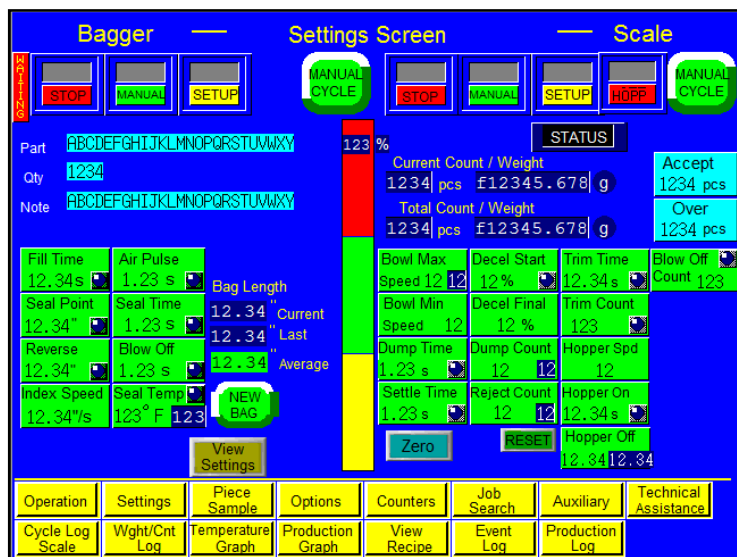 Bagger — Settings Screen — Scale
WAITING
STOP MANUAL SETUP MANUAL CYCLE STOP MANUAL SETUP HOPP MANUAL CYCLE
Part ABCDEFGHIJKLMNOPQRSTUVWXY
Qty 1234
Note ABCDEFGHIJKLMNOPQRSTUVWXY
123 %
STATUS
Current Count / Weight
1234 pcs f12345.678 g
Total Count / Weight
1234 pcs f12345.678 g
Accept
1234 pcs
Over
1234 pcs
Fill Time
12.34 s
Air Pulse
1.23 s
Seal Point
12.34"
Seal Time
1.23 s
Reverse
12.34"
Blow Off
1.23 s
Index Speed
12.34"/s
Seal Temp
123° F 123
Bag Length
12.34 " Current
12.34 " Last
12.34 " Average
NEW
BAG
View
Settings
Bowl Max
Speed 12 12
Decel Start
12 %
Trim Time
12.34 s
Blow Off
Count 123
Bowl Min
Speed 12
Decel Final
12 %
Trim Count
123
Dump Time
1.23 s
Dump Count
12 12
Hopper Spd
12
Settle Time
1.23 s
Reject Count
12 12
Hopper On
12.34 s
Zero
RESET
Hopper Off
12.34 12.34
Operation
Settings
Piece
Sample
Options
Counters
Job
Search
Auxiliary
Technical
Assistance
Cycle Log
Scale
Wght/Cnt
Log
Temperature
Graph
Production
Graph
View
Recipe
Event
Log
Production
Log